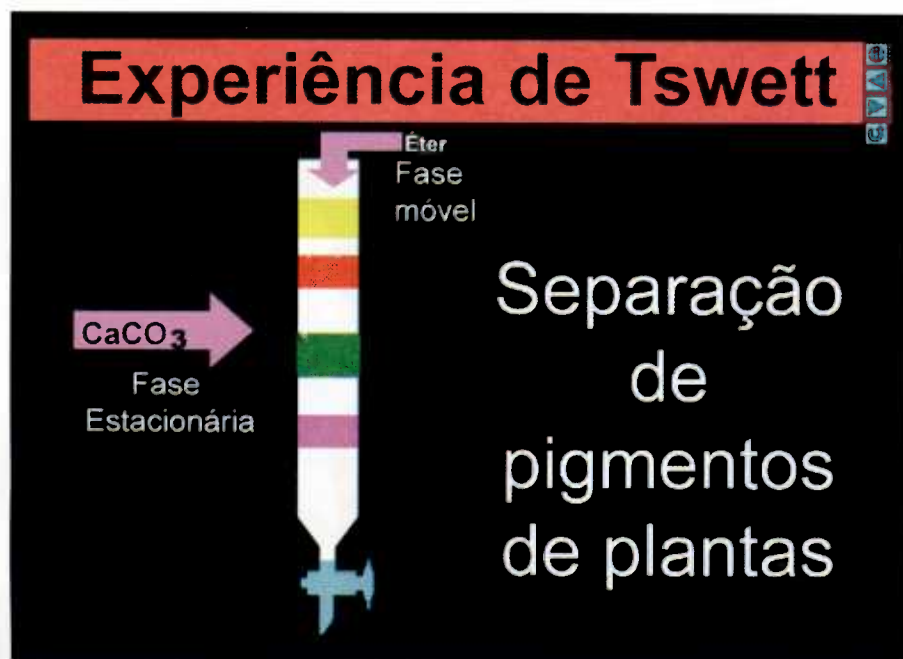 Experiência de Tswett
Éter
Fase
móvel
CaCO3
Fase
Estacionária
Separação
de
pigmentos
de plantas